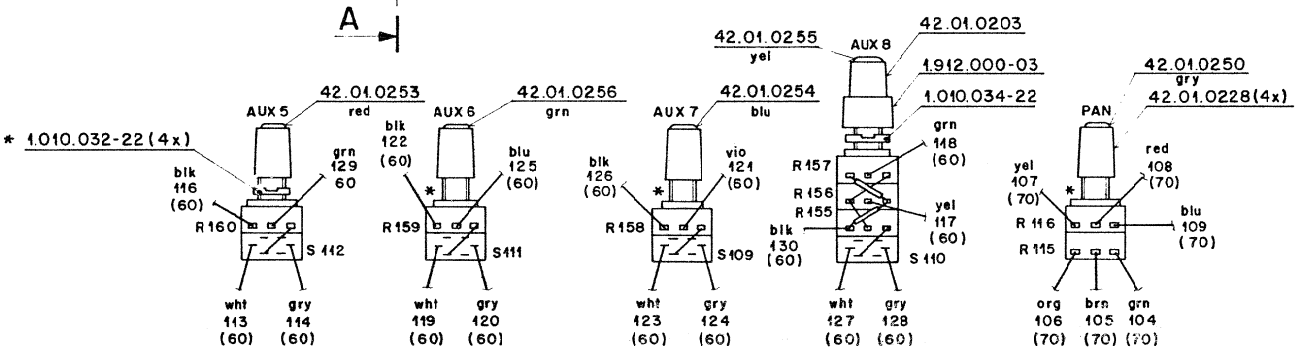 A
42.01.0255
yel
AUX 8
42.01.0203
1.912.000-03
1.010.034-22
grn
118
(60)
R 157
R 156
R 155
yel
117
(60)
blk
130
(60)
S 110
wht
127
(60)
gry
128
(60)
* 1.010.032-22 (4x)
AUX 5
42.01.0253
red
blk
116
(60)
grn
129
60
R 160
S 112
wht
113
(60)
gry
114
(60)
AUX 6
42.01.0256
grn
blk
122
(60)
blu
125
(60)
*
R 159
S 111
wht
119
(60)
gry
120
(60)
AUX 7
42.01.0254
blu
blk
126
(60)
vio
121
(60)
*
R 158
S 109
wht
123
(60)
gry
124
(60)
PAN
42.01.0250
gry
42.01.0228 (4x)
yel
107
(70)
red
108
(70)
*
blu
109
(70)
R 116
R 115
org
106
(70)
brn
105
(70)
grn
104
(70)